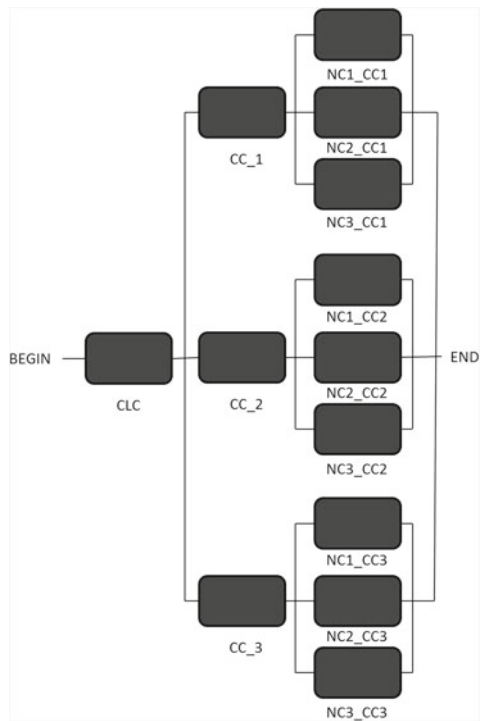 NC1_CC1
CC_1
NC2_CC1
NC3_CC1
NC1_CC2
BEGIN
CLC
CC_2
NC2_CC2
END
NC3_CC2
NC1_CC3
CC_3
NC2_CC3
NC3_CC3